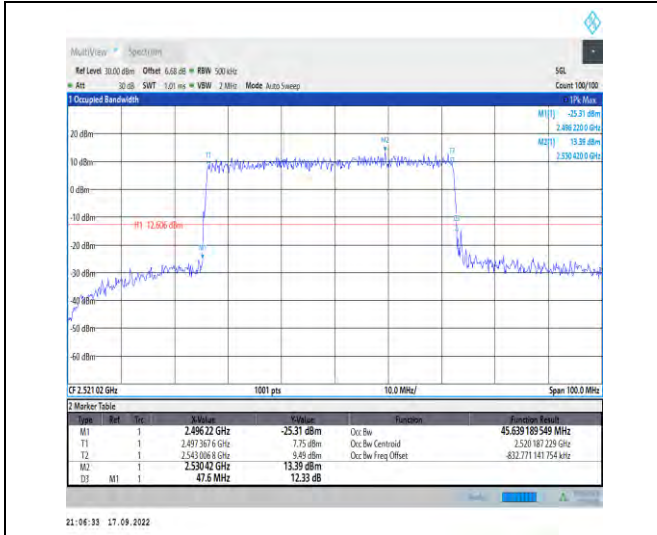 MultiView Spectrum
Ref Level 30.00 dBm Offset 6.68 dB RBW 500 kHz SGL
Att 30 dB SWT 1.01 ms VBW 2 MHz Mode Auto Sweep Count 100/100
1 Occupied Bandwidth 1Pk Max
M1[1] -25.31 dBm
2.496 220 0 GHz
20 dBm M2[1] 13.39 dBm
2.530 420 0 GHz
M2
T1 T2
10 dBm
0 dBm
-10 dBm
H1 12.606 dBm D3
-20 dBm
M1
-30 dBm
-40 dBm
-50 dBm
-60 dBm
CF 2.521 02 GHz 1001 pts 10.0 MHz/ Span 100.0 MHz
2 Marker Table
Type Ref Trc X-Value Y-Value Function Function Result
M1 1 2.496 22 GHz -25.31 dBm Occ Bw 45.639 189 549 MHz
T1 1 2.497 367 6 GHz 7.75 dBm Occ Bw Centroid 2.520 187 229 GHz
T2 1 2.543 006 8 GHz 9.49 dBm Occ Bw Freq Offset -832.771 141 754 kHz
M2 1 2.530 42 GHz 13.39 dBm
D3 M1 1 47.6 MHz 12.33 dB
21:06:33 17.09.2022